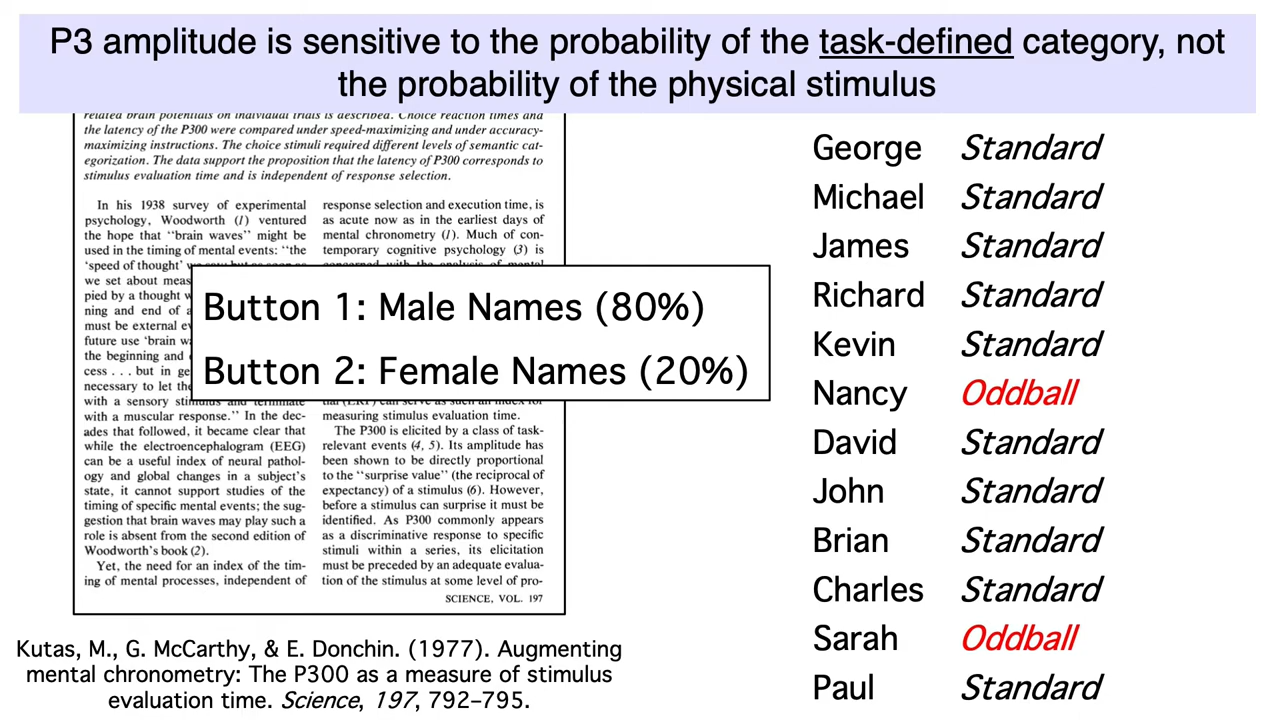 P3 amplitude is sensitive to the probability of the task-defined category, not
the probability of the physical stimulus
related brain potentials on individual trials is described. Choice reaction times and
the latency of the P300 were compared under speed-maximizing and under accuracy-
maximizing instructions. The choice stimuli required different levels of semantic cat-
egorization. The data support the proposition that the latency of P300 corresponds to
stimulus evaluation time and is independent of response selection.
In his 1938 survey of experimental
psychology, Woodworth (1) ventured
the hope that "brain waves" might be
used in the timing of mental events: "the
'speed of thought'
we set about meas
pied by a thought w
ning and end of a
must be external ev
future use 'brain wa
the beginning and
cess . . . but in ge
necessary to let the
with a sensory stimulus and terminate
with a muscular response." In the dec-
ades that followed, it became clear that
while the electroencephalogram (EEG)
can be a useful index of neural pathol-
ogy and global changes in a subject's
state, it cannot support studies of the
timing of specific mental events; the sug-
gestion that brain waves may play such a
role is absent from the second edition of
Woodworth's book (2).
Yet, the need for an index of the tim-
ing of mental processes, independent of
response selection and execution time, is
as acute now as in the earliest days of
mental chronometry (1). Much of con-
temporary cognitive psychology (3) is
concerned with the analysis of mental
measuring stimulus evaluation time.
The P300 is elicited by a class of task-
relevant events (4, 5). Its amplitude has
been shown to be directly proportional
to the "surprise value" (the reciprocal of
expectancy) of a stimulus (6). However,
before a stimulus can surprise it must be
identified. As P300 commonly appears
as a discriminative response to specific
stimuli within a series, its elicitation
must be preceded by an adequate evalua-
tion of the stimulus at some level of pro-
SCIENCE, VOL. 197
Button 1: Male Names (80%)
Button 2: Female Names (20%)
Kutas, M., G. McCarthy, & E. Donchin. (1977). Augmenting
mental chronometry: The P300 as a measure of stimulus
evaluation time. Science, 197, 792–795.
George Standard
Michael Standard
James Standard
Richard Standard
Kevin Standard
Nancy Oddball
David Standard
John Standard
Brian Standard
Charles Standard
Sarah Oddball
Paul Standard